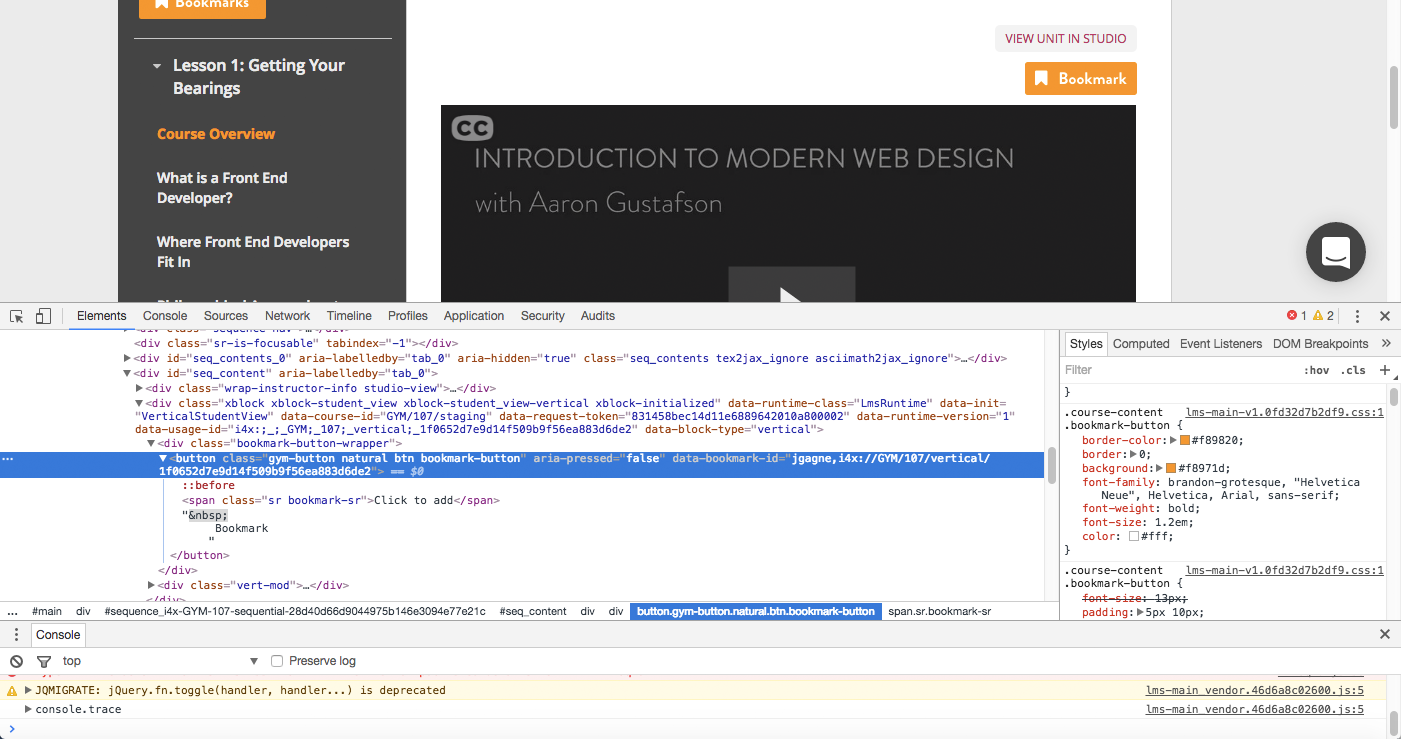 Bookmarks
Lesson 1: Getting Your
Bearings
Course Overview
What is a Front End
Developer?
Where Front End Developers
Fit In
VIEW UNIT IN STUDIO
Bookmark
CC
INTRODUCTION TO MODERN WEB DESIGN
with Aaron Gustafson
Elements Console Sources Network Timeline Profiles Application Security Audits
1 2
<div class="sr-is-focusable" tabindex="-1"></div>
<div id="seq_contents_0" aria-labelledby="tab_0" aria-hidden="true" class="seq_contents tex2jax_ignore asciimath2jax_ignore">…</div>
<div id="seq_content" aria-labelledby="tab_0">
<div class="wrap-instructor-info studio-view">…</div>
<div class="xblock xblock-student_view xblock-student_view-vertical xblock-initialized" data-runtime-class="LmsRuntime" data-init=
"VerticalStudentView" data-course-id="GYM/107/staging" data-request-token="831458bec14d11e6889642010a800002" data-runtime-version="1"
data-usage-id="i4x:;_;_GYM;_107;_vertical;_1f0652d7e9d14f509b9f56ea883d6de2" data-block-type="vertical">
<div class="bookmark-button-wrapper">
… <button class="gym-button natural btn bookmark-button" aria-pressed="false" data-bookmark-id="jgagne,i4x://GYM/107/vertical/
1f0652d7e9d14f509b9f56ea883d6de2"> == $0
::before
<span class="sr bookmark-sr">Click to add</span>
"&nbsp;
Bookmark
"
</button>
</div>
<div class="vert-mod">…</div>
</div>
… #main div #sequence_i4x-GYM-107-sequential-28d40d66d9044975b146e3094e77e21c #seq_content div div button.gym-button.natural.btn.bookmark-button span.sr.bookmark-sr
Styles Computed Event Listeners DOM Breakpoints »
Filter :hov .cls +
}
.course-content lms-main-v1.0fd32d7b2df9.css:1
.bookmark-button {
border-color: #f89820;
border: 0;
background: #f8971d;
font-family: brandon-grotesque, "Helvetica
Neue", Helvetica, Arial, sans-serif;
font-weight: bold;
font-size: 1.2em;
color: #fff;
}
.course-content lms-main-v1.0fd32d7b2df9.css:1
.bookmark-button {
font-size: 13px;
padding: 5px 10px;
Console
top Preserve log
JQMIGRATE: jQuery.fn.toggle(handler, handler...) is deprecated lms-main_vendor.46d6a8c02600.js:5
console.trace lms-main_vendor.46d6a8c02600.js:5